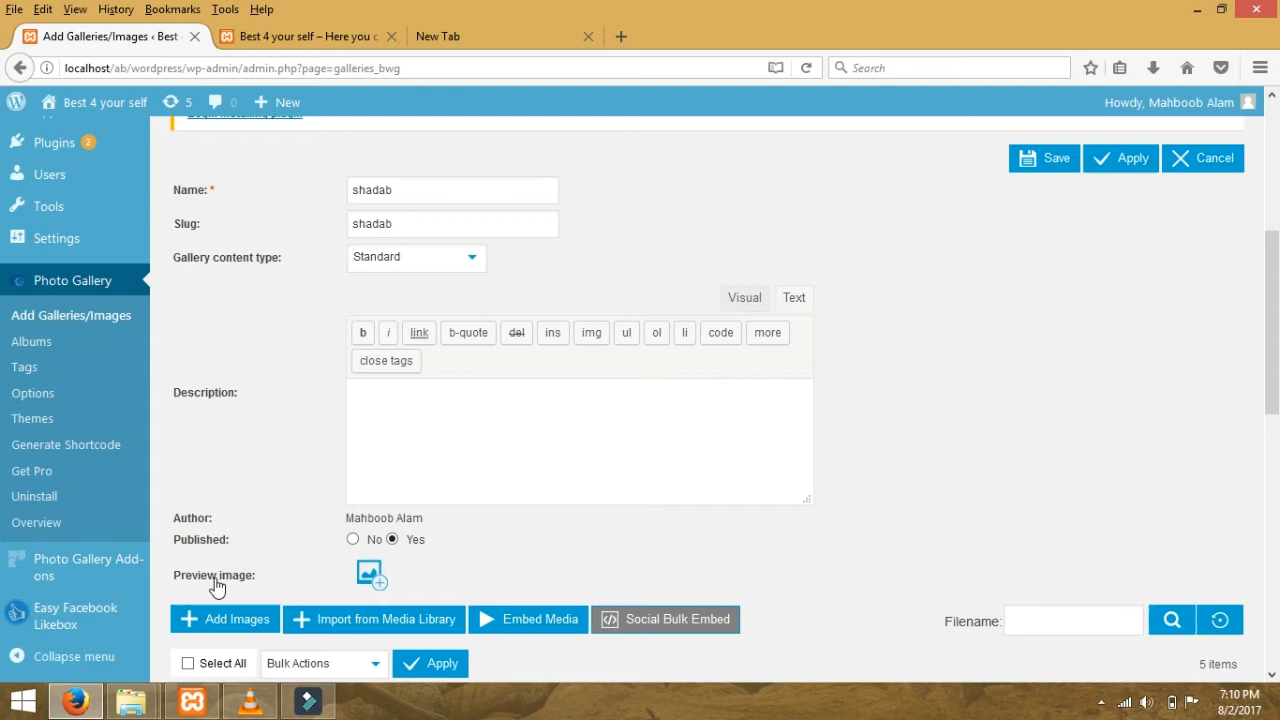 File Edit View History Bookmarks Tools Help
Add Galleries/Images ‹ Best
Best 4 your self – Here you c
New Tab
localhost/ab/wordpress/wp-admin/admin.php?page=galleries_bwg
Search
Best 4 your self 5 0 New
Howdy, Mahboob Alam
Plugins 2
Users
Tools
Settings
Photo Gallery
Add Galleries/Images
Albums
Tags
Options
Themes
Generate Shortcode
Get Pro
Uninstall
Overview
Photo Gallery Add-
ons
Easy Facebook
Likebox
Collapse menu
Save Apply Cancel
Name: * shadab
Slug: shadab
Gallery content type: Standard
Visual Text
b i link b-quote del ins img ul ol li code more
close tags
Description:
Author: Mahboob Alam
Published: No Yes
Preview image:
Add Images Import from Media Library Embed Media Social Bulk Embed
Filename:
Select All Bulk Actions Apply
5 items
7:10 PM
8/2/2017